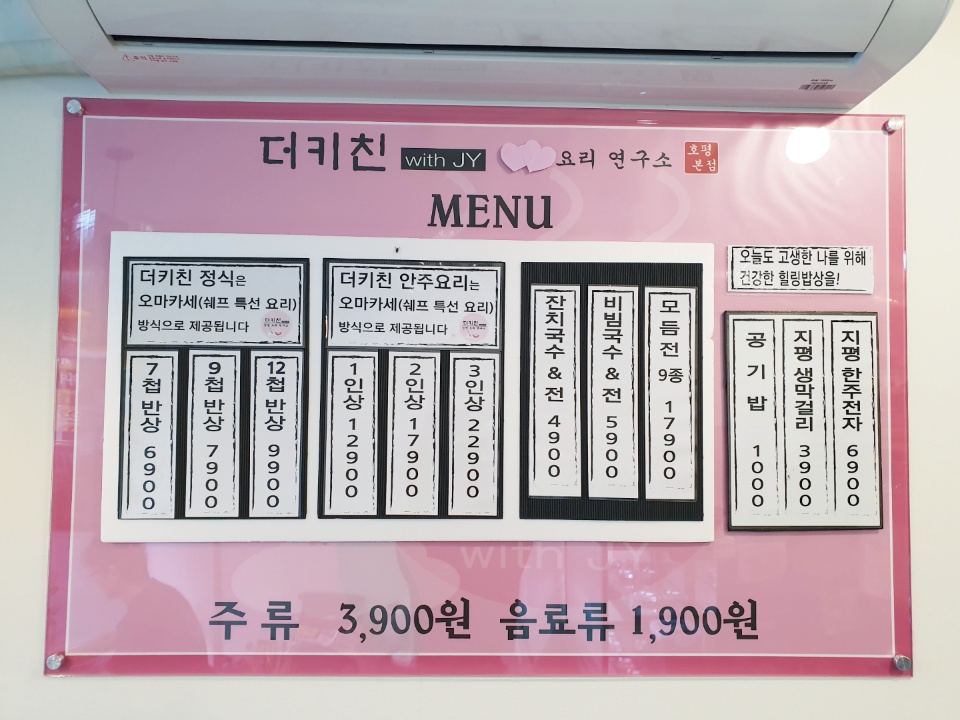 더키친 with JY 요리 연구소 호평 본점
MENU
더키친 정식은
오마카세(쉐프 특선 요리)
방식으로 제공됩니다
7첩 반상 6900
9첩 반상 7900
12첩 반상 9900
더키친 안주요리는
오마카세(쉐프 특선 요리)
방식으로 제공됩니다
1인상 12900
2인상 17900
3인상 22900
잔치국수 & 전 4900
비빔국수 & 전 5900
모듬전 9종 17900
오늘도 고생한 나를 위해
건강한 힐링밥상을!
공기밥 1000
지평 생막걸리 3900
지평 한주전자 6900
with JY
주류 3,900원 음료류 1,900원